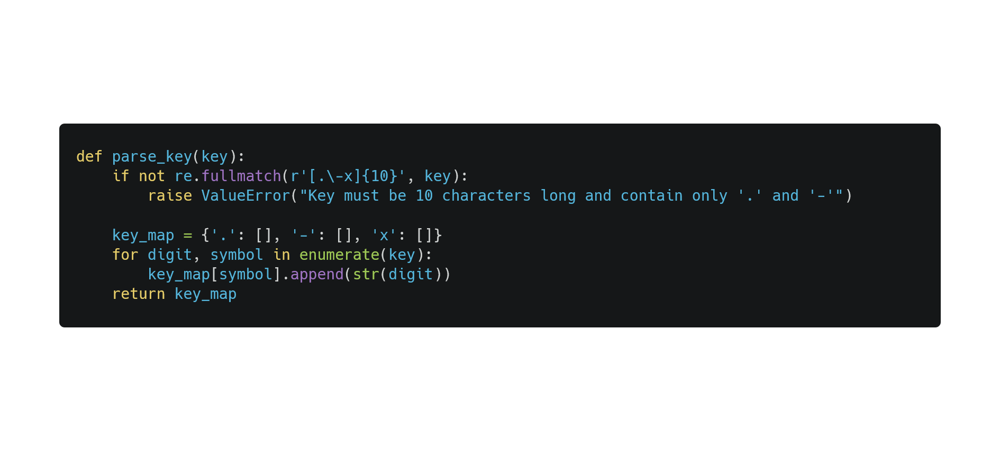 def parse_key(key):
    if not re.fullmatch(r'[.\-x]{10}', key):
        raise ValueError("Key must be 10 characters long and contain only '.' and '-'")

    key_map = {'.': [], '-': [], 'x': []}
    for digit, symbol in enumerate(key):
        key_map[symbol].append(str(digit))
    return key_map